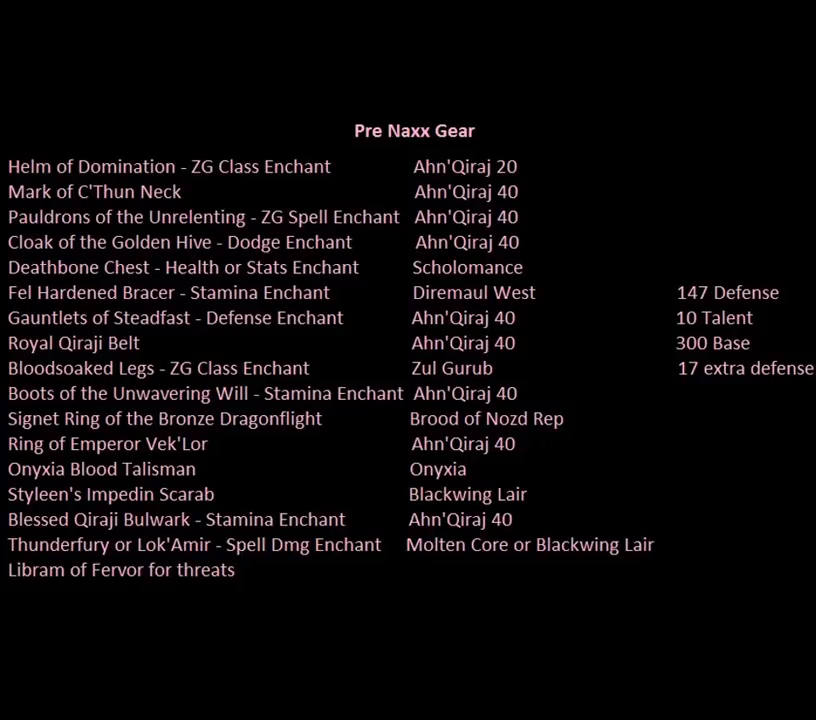 Pre Naxx Gear
Helm of Domination - ZG Class Enchant Ahn'Qiraj 20
Mark of C'Thun Neck Ahn'Qiraj 40
Pauldrons of the Unrelenting - ZG Spell Enchant Ahn'Qiraj 40
Cloak of the Golden Hive - Dodge Enchant Ahn'Qiraj 40
Deathbone Chest - Health or Stats Enchant Scholomance
Fel Hardened Bracer - Stamina Enchant Diremaul West 147 Defense
Gauntlets of Steadfast - Defense Enchant Ahn'Qiraj 40 10 Talent
Royal Qiraji Belt Ahn'Qiraj 40 300 Base
Bloodsoaked Legs - ZG Class Enchant Zul Gurub 17 extra defense
Boots of the Unwavering Will - Stamina Enchant Ahn'Qiraj 40
Signet Ring of the Bronze Dragonflight Brood of Nozd Rep
Ring of Emperor Vek'Lor Ahn'Qiraj 40
Onyxia Blood Talisman Onyxia
Styleen's Impedin Scarab Blackwing Lair
Blessed Qiraji Bulwark - Stamina Enchant Ahn'Qiraj 40
Thunderfury or Lok'Amir - Spell Dmg Enchant Molten Core or Blackwing Lair
Libram of Fervor for threats